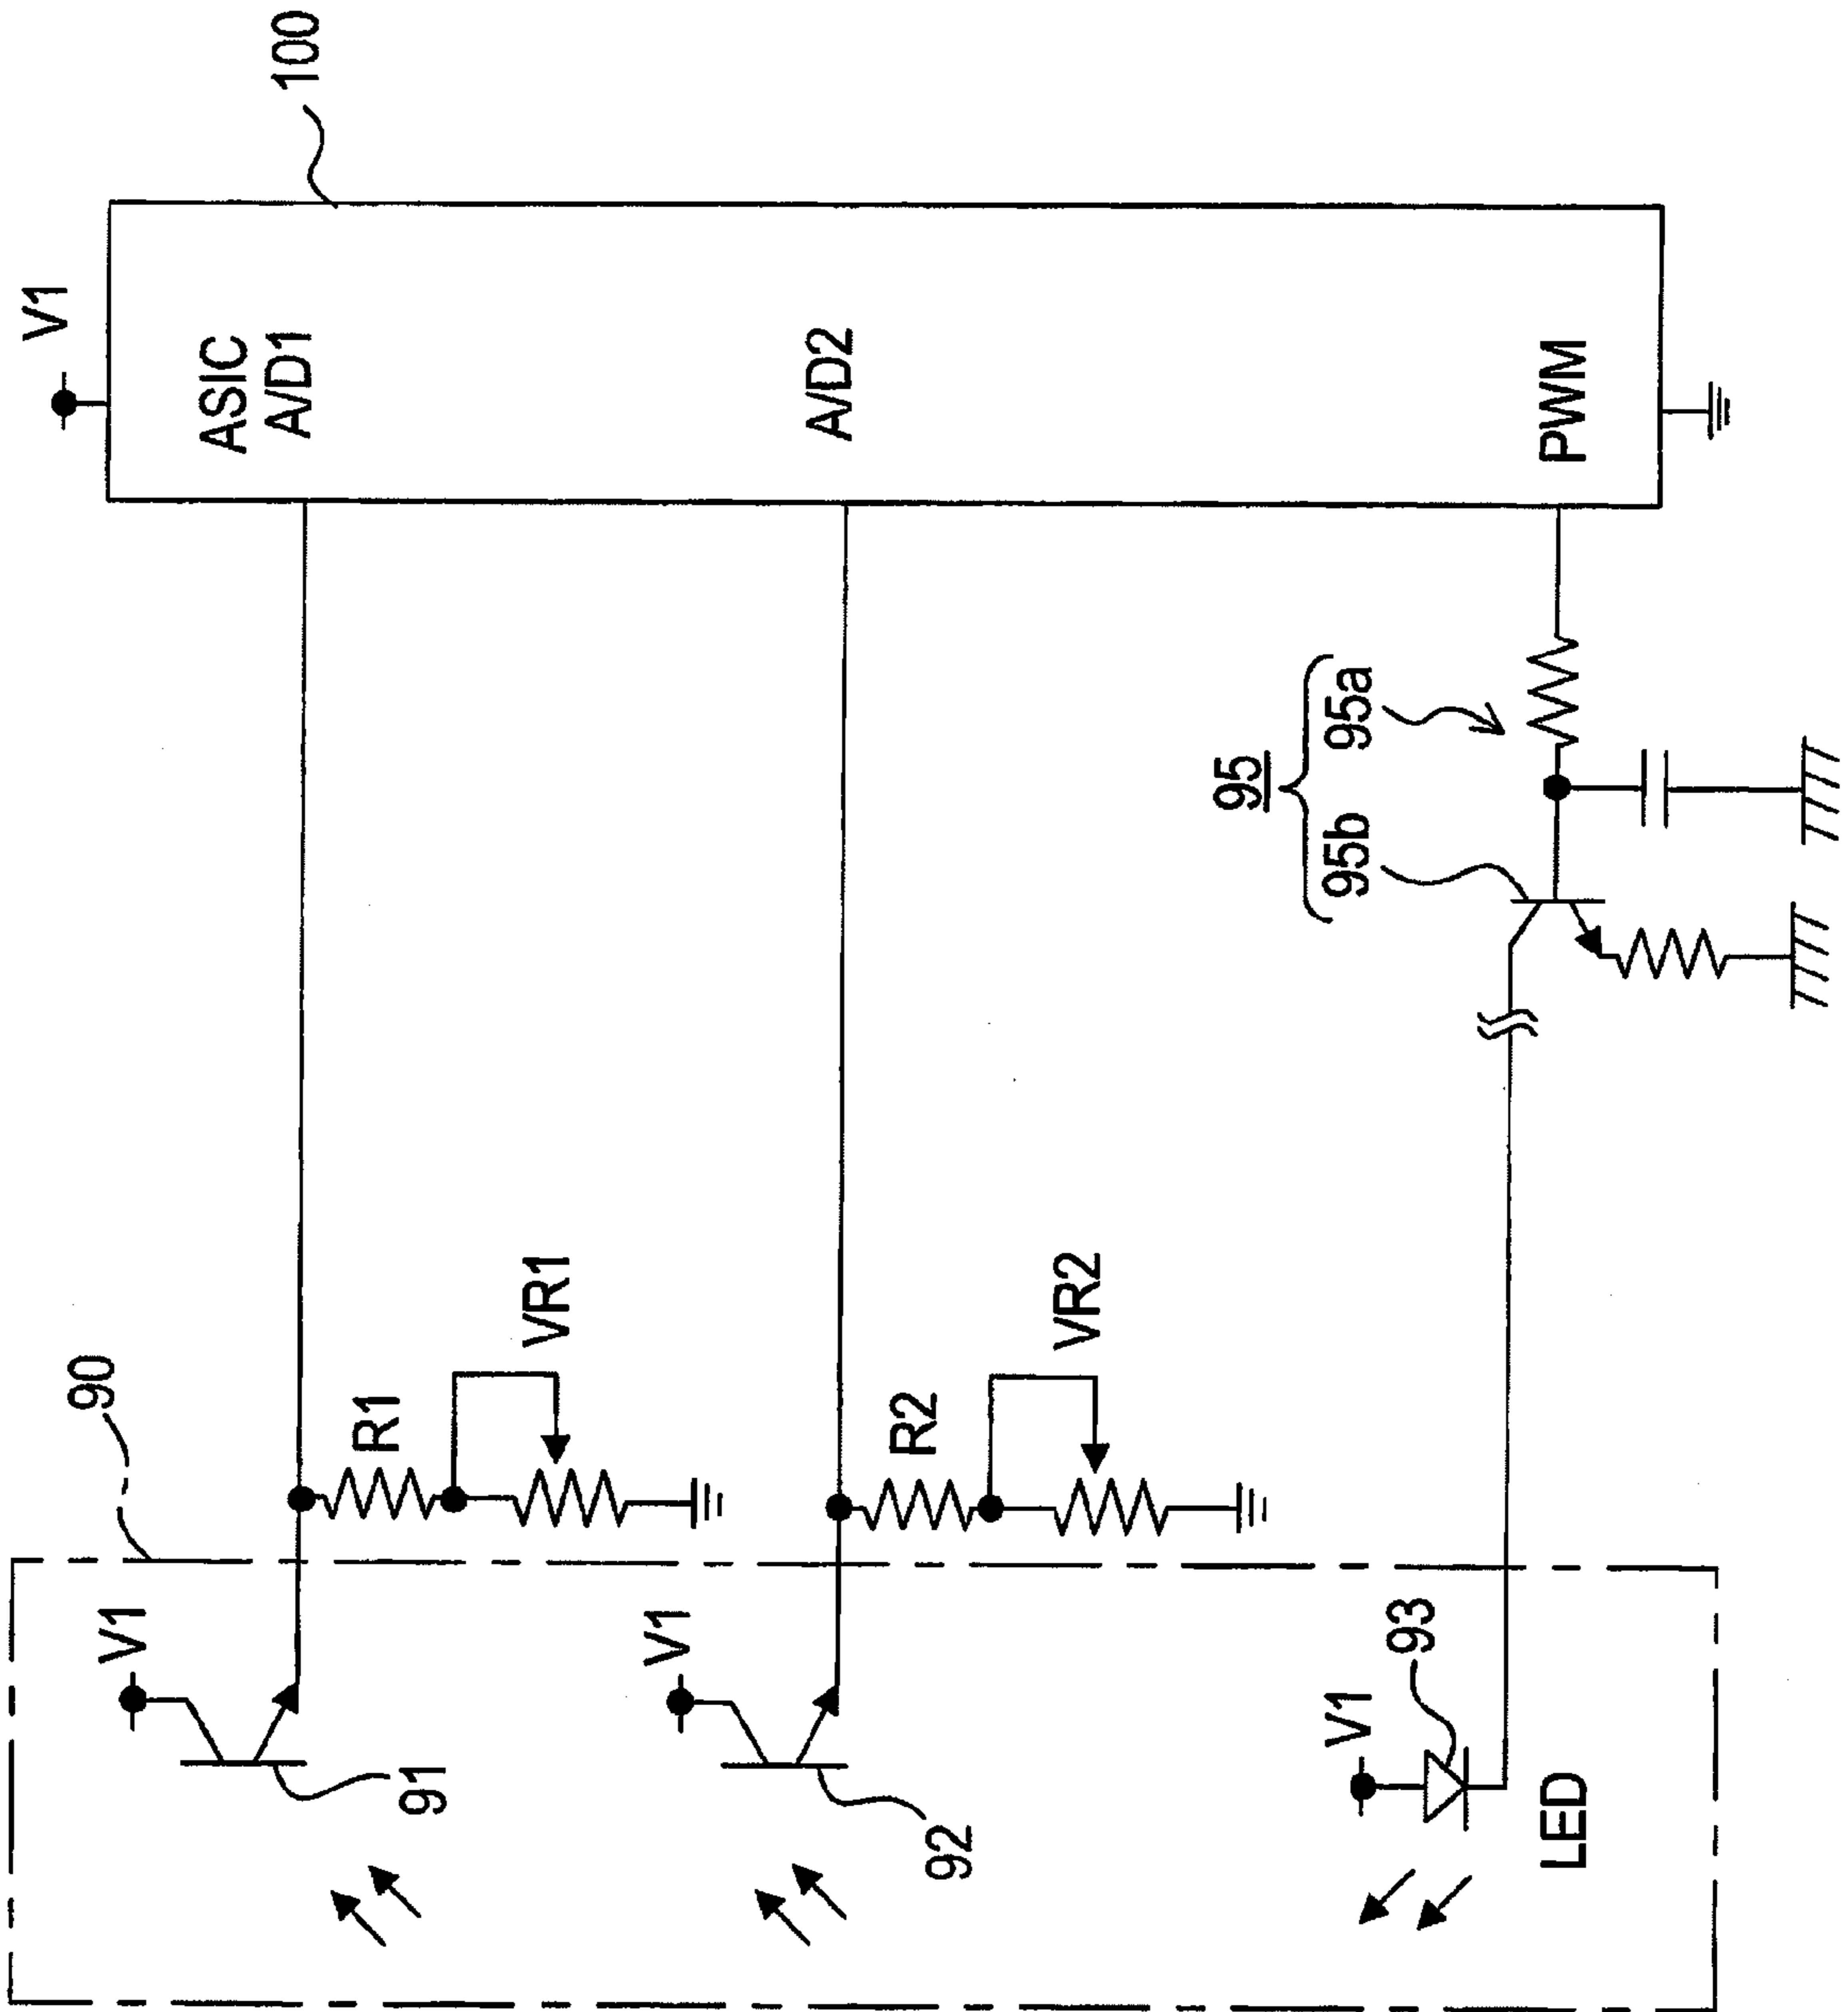 V1
90
V1
ASIC
A/D1
100
R1
91
VR1
V1
A/D2
R2
92
VR2
95
V1
95b 95a
93
LED
PWM